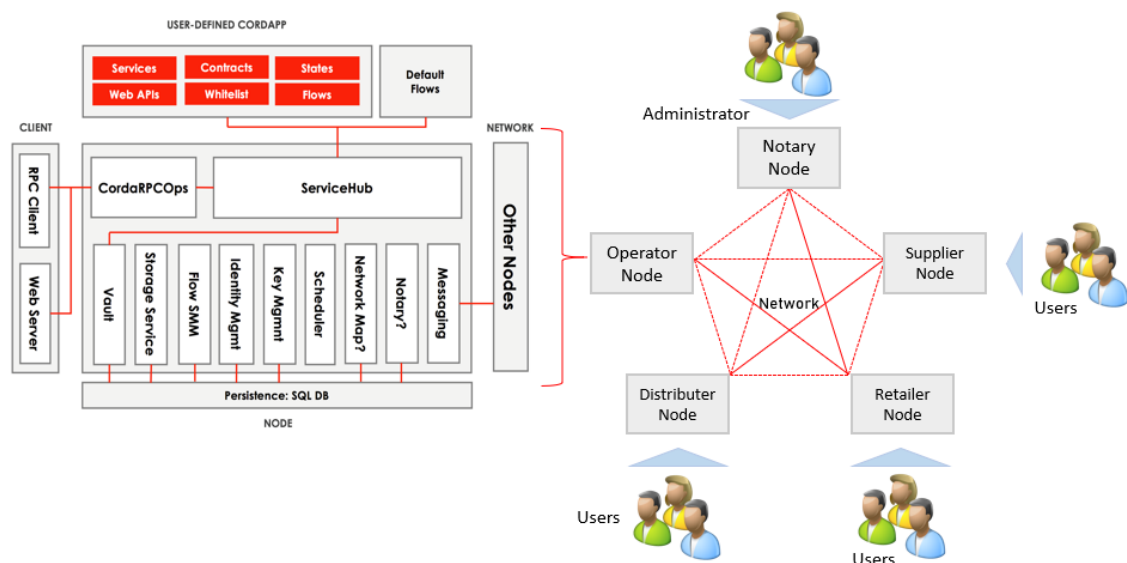 USER-DEFINED CORDAPP
Services
Contracts
States
Web APIs
Whitelist
Flows
Default
Flows
CLIENT
NETWORK
RPC Client
Web Server
CordaRPCOps
ServiceHub
Vault
Storage Service
Flow SMM
Identity Mgmt
Key Mgmnt
Scheduler
Network Map?
Notary?
Messaging
Other Nodes
Persistence: SQL DB
NODE
Administrator
Notary
Node
Operator
Node
Supplier
Node
Network
Users
Distributer
Node
Retailer
Node
Users
Users